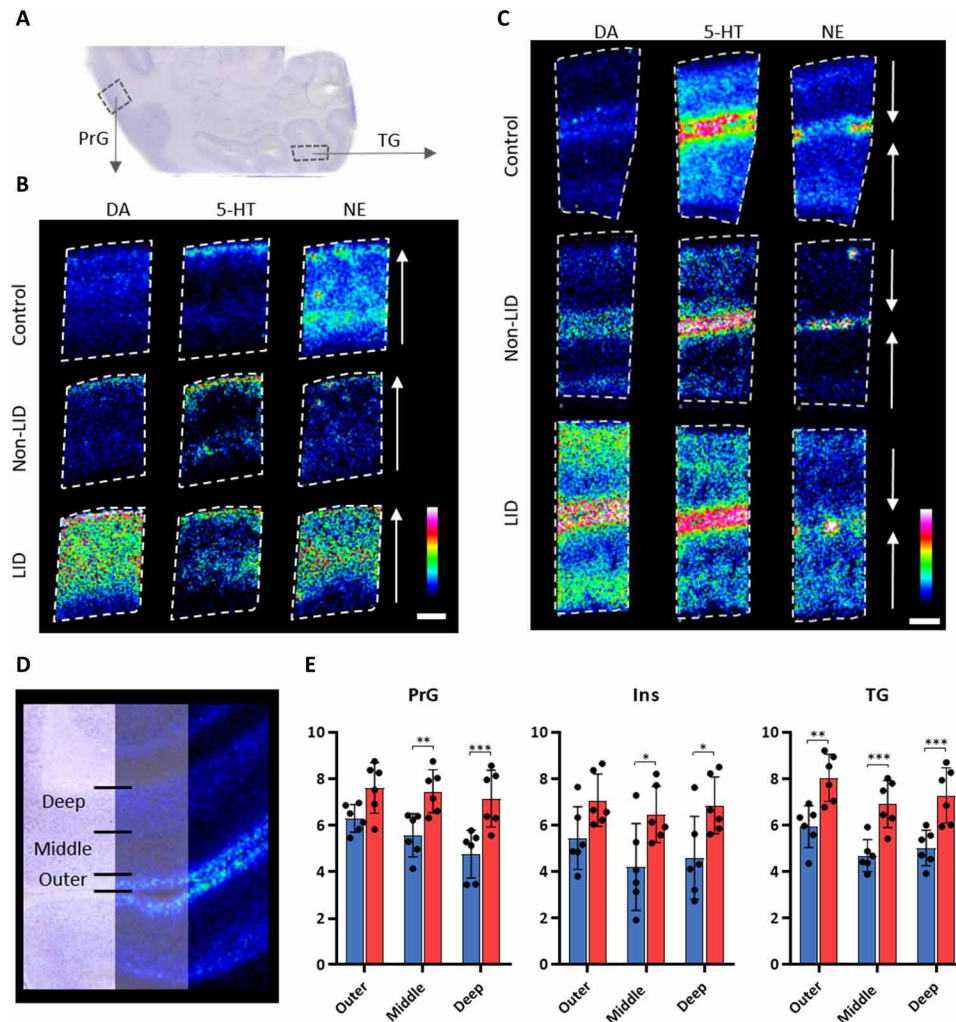 A
PrG
TG
B
DA 5-HT NE
Control
Non-LID
LID
C
DA 5-HT NE
Control
Non-LID
LID
D
Deep
Middle
Outer
E
PrG
10
8
6
4
2
0
** ***
Outer Middle Deep
Ins
10
8
6
4
2
0
* *
Outer Middle Deep
TG
10
8
6
4
2
0
** *** ***
Outer Middle Deep